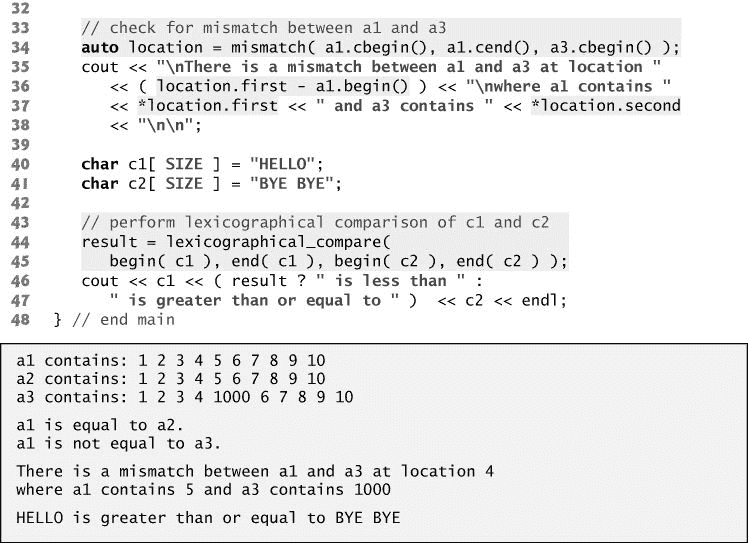 32
33 // check for mismatch between a1 and a3
34 auto location = mismatch( a1.cbegin(), a1.cend(), a3.cbegin() );
35 cout << "\nThere is a mismatch between a1 and a3 at location "
36 << ( location.first - a1.begin() ) << "\nwhere a1 contains "
37 << *location.first << " and a3 contains " << *location.second
38 << "\n\n";
39
40 char c1[ SIZE ] = "HELLO";
41 char c2[ SIZE ] = "BYE BYE";
42
43 // perform lexicographical comparison of c1 and c2
44 result = lexicographical_compare(
45 begin( c1 ), end( c1 ), begin( c2 ), end( c2 ) );
46 cout << c1 << ( result ? " is less than " :
47 " is greater than or equal to " ) << c2 << endl;
48 } // end main
a1 contains: 1 2 3 4 5 6 7 8 9 10
a2 contains: 1 2 3 4 5 6 7 8 9 10
a3 contains: 1 2 3 4 1000 6 7 8 9 10
a1 is equal to a2.
a1 is not equal to a3.
There is a mismatch between a1 and a3 at location 4
where a1 contains 5 and a3 contains 1000
HELLO is greater than or equal to BYE BYE